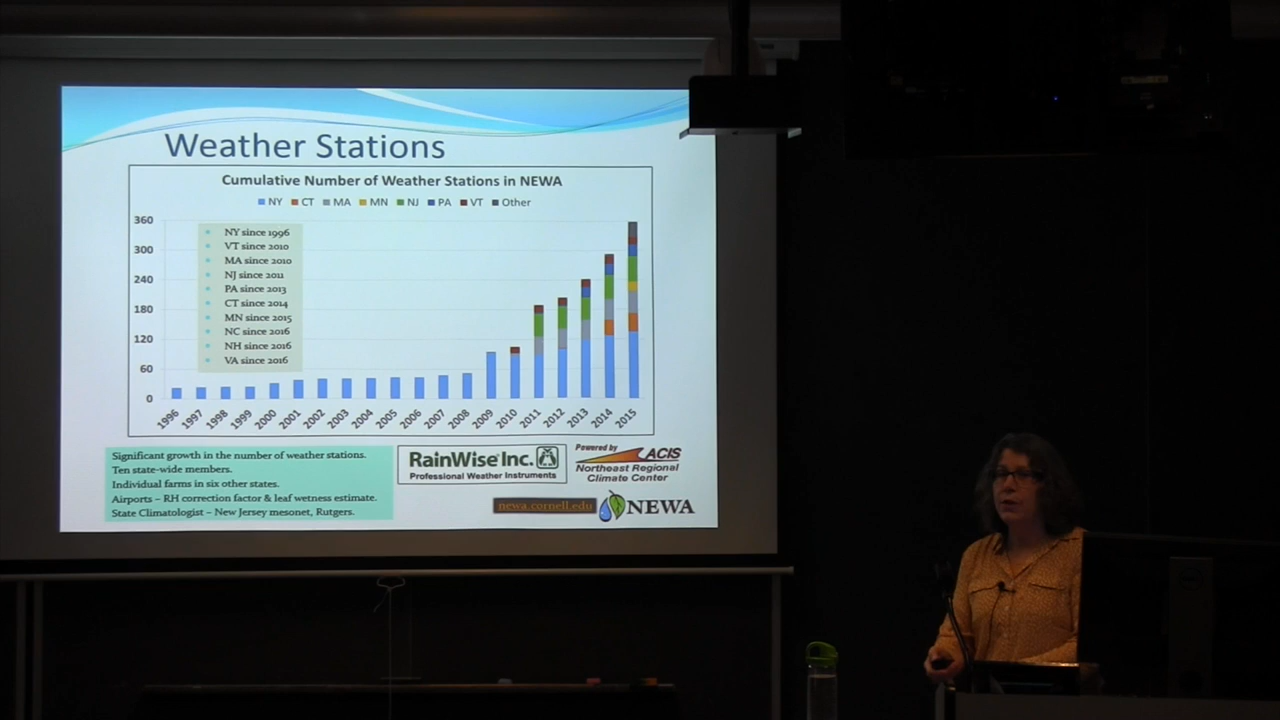 Weather Stations
Cumulative Number of Weather Stations in NEWA
NY CT MA MN NJ PA VT Other
360
300
240
180
120
60
0
NY since 1996
VT since 2010
MA since 2010
NJ since 2011
PA since 2013
CT since 2014
MN since 2015
NC since 2016
NH since 2016
VA since 2016
1996 1997 1998 1999 2000 2001 2002 2003 2004 2005 2006 2007 2008 2009 2010 2011 2012 2013 2014 2015
Significant growth in the number of weather stations.
Ten state-wide members.
Individual farms in six other states.
Airports – RH correction factor & leaf wetness estimate.
State Climatologist – New Jersey mesonet, Rutgers.
RainWise® Inc.
Professional Weather Instruments
Powered by ACIS
Northeast Regional
Climate Center
newa.cornell.edu
NEWA